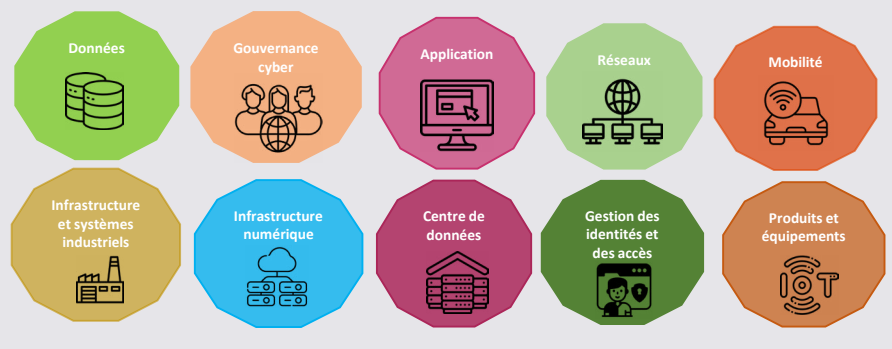 Données
Gouvernance
cyber
Application
Réseaux
Mobilité
Infrastructure
et systèmes
industriels
Infrastructure
numérique
Centre de
données
Gestion des
identités et
des accès
Produits et
équipements
IOT